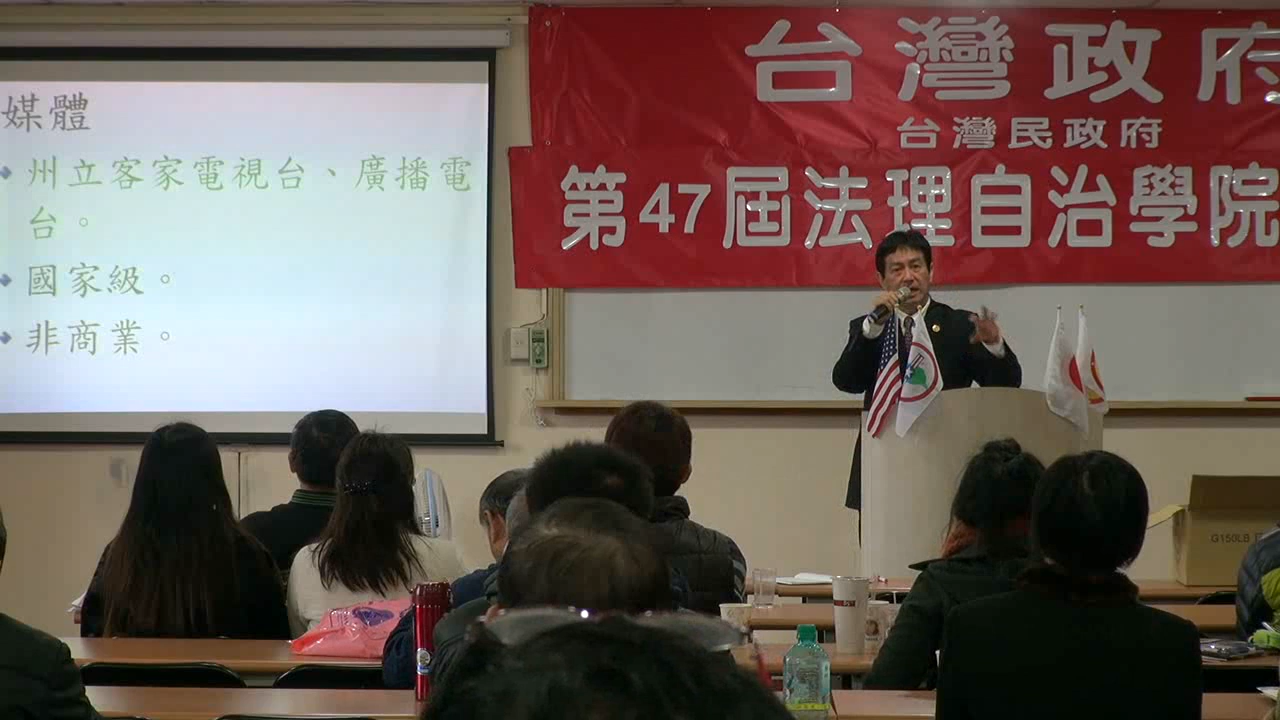 媒體
州立客家電視台、廣播電
台。
國家級。
非商業。
台灣政府
台灣民政府
第47屆法理自治學院
G150LB